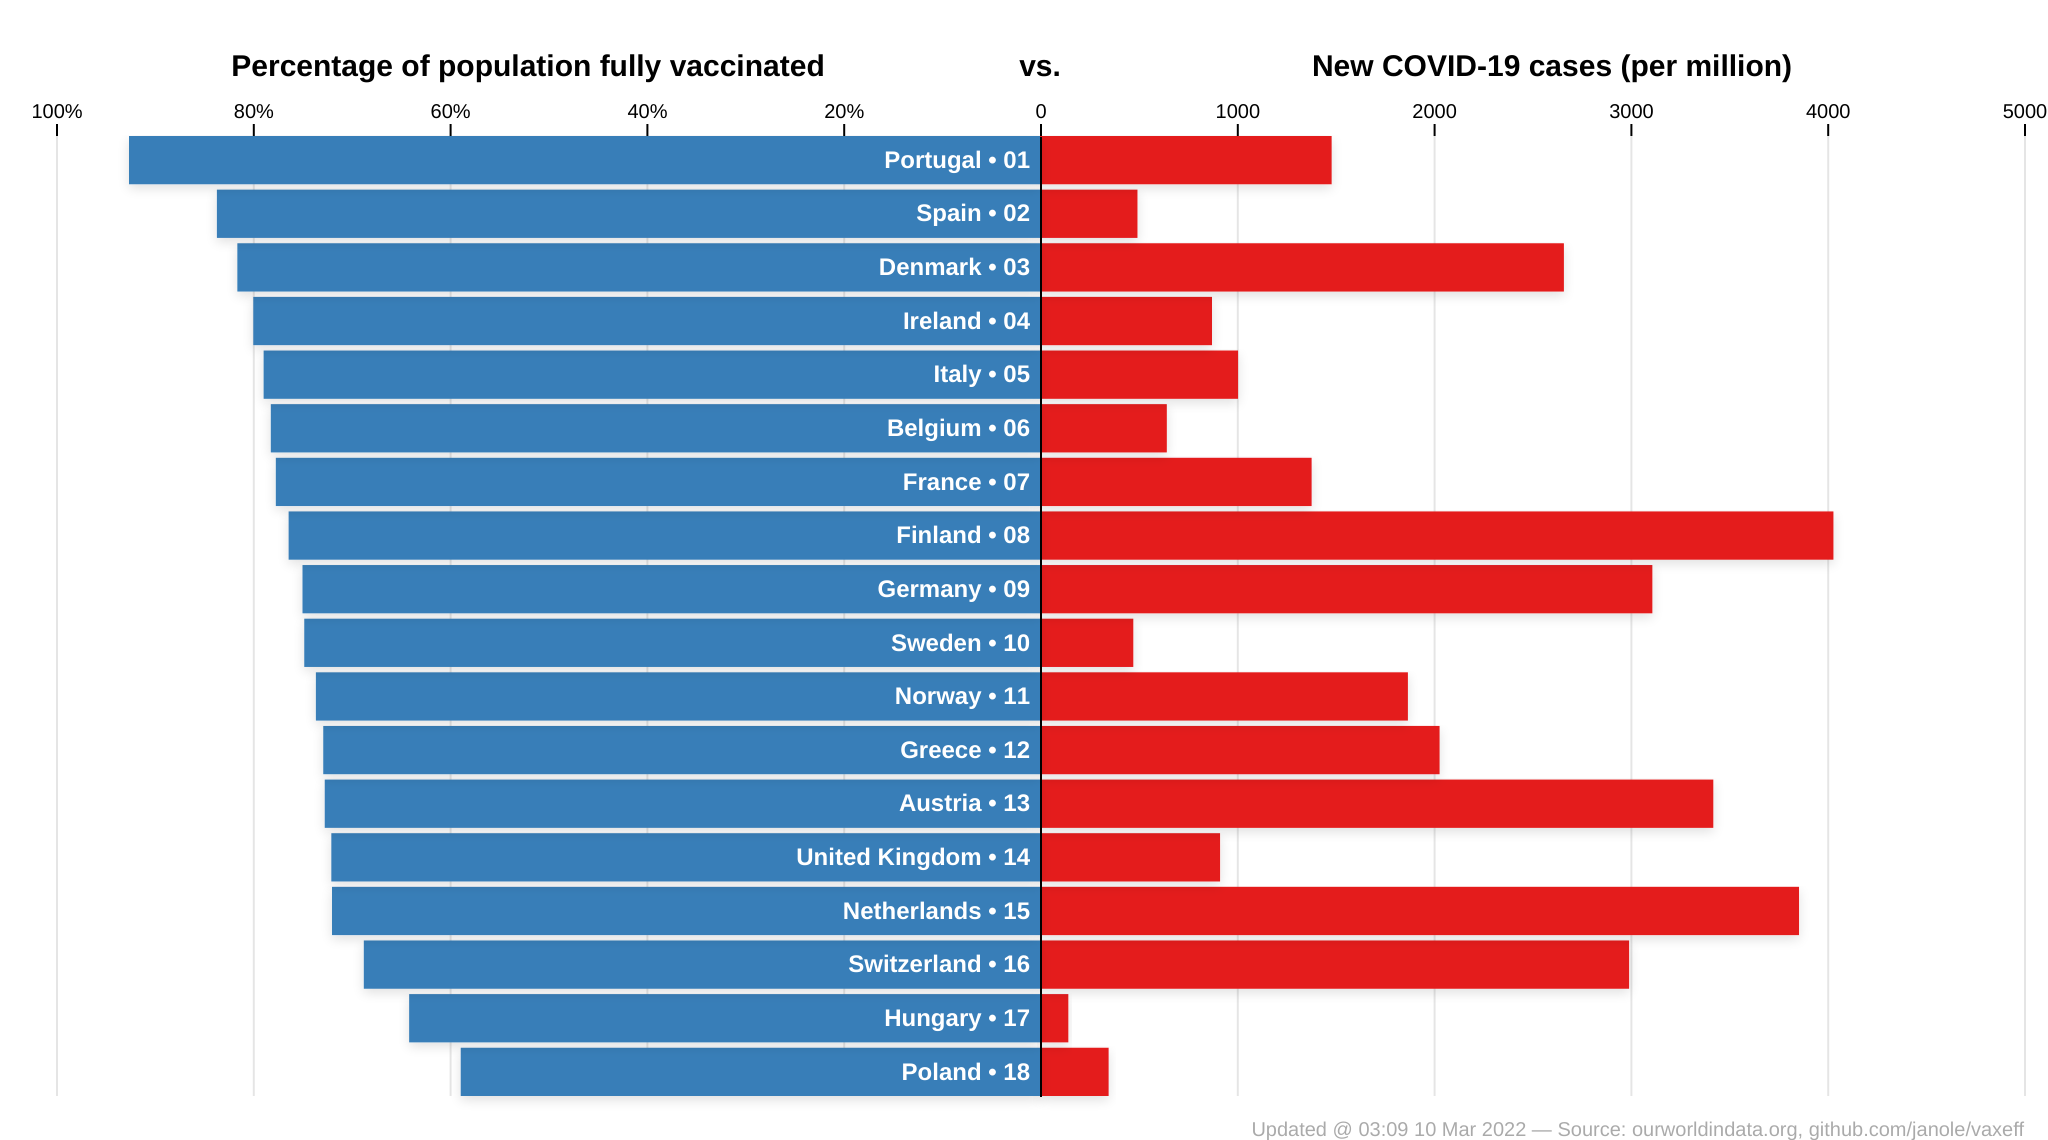 Percentage of population fully vaccinated vs. New COVID-19 cases (per million)
100% 80% 60% 40% 20% 0 1000 2000 3000 4000 5000
Portugal • 01
Spain • 02
Denmark • 03
Ireland • 04
Italy • 05
Belgium • 06
France • 07
Finland • 08
Germany • 09
Sweden • 10
Norway • 11
Greece • 12
Austria • 13
United Kingdom • 14
Netherlands • 15
Switzerland • 16
Hungary • 17
Poland • 18
Updated @ 03:09 10 Mar 2022 — Source: ourworldindata.org, github.com/janole/vaxeff